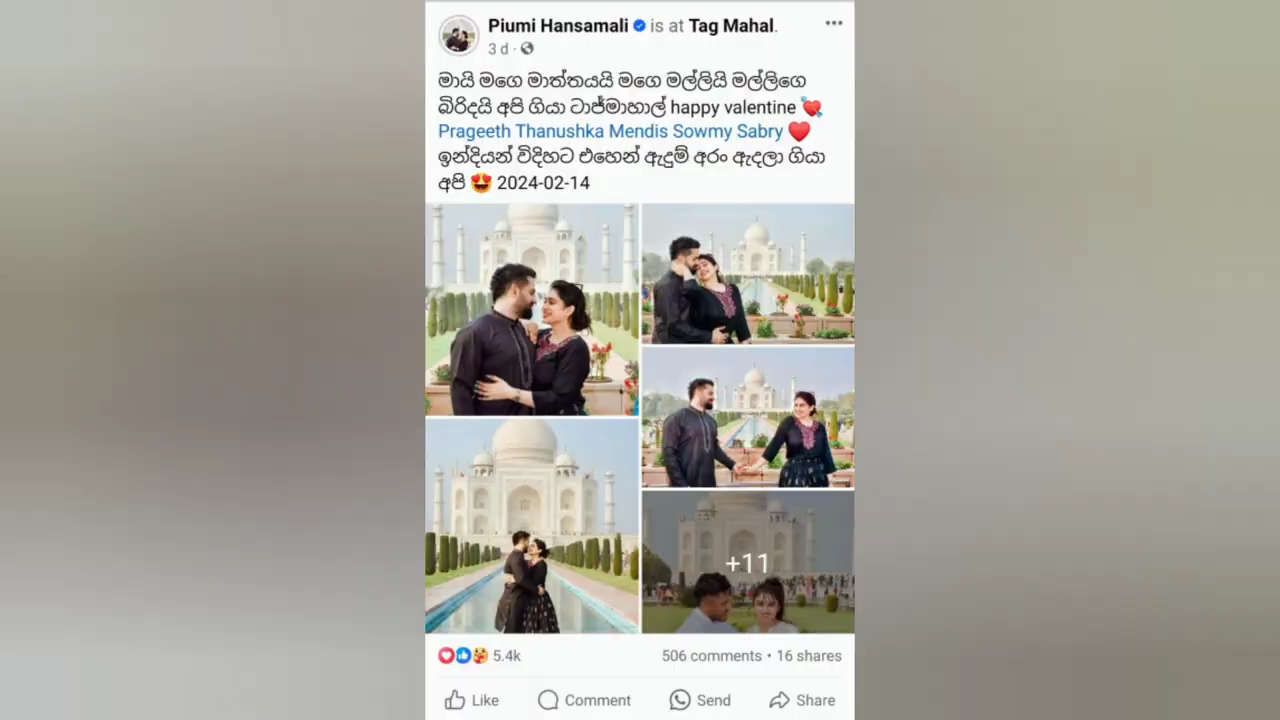 Piumi Hansamali is at Tag Mahal.
3 d ·
මායි මගෙ මාත්තයයි මගෙ මල්ලියි මල්ලිගෙ
බිරිදයි අපි ගියා ටාජ්මාහාල් happy valentine 💘
Prageeth Thanushka Mendis Sowmy Sabry ♥️
ඉන්දියන් විදිහට එහෙන් ඇදුම් අරං ඇදලා ගියා
අපි 😍 2024-02-14
+11
5.4k 506 comments • 16 shares
Like Comment Send Share